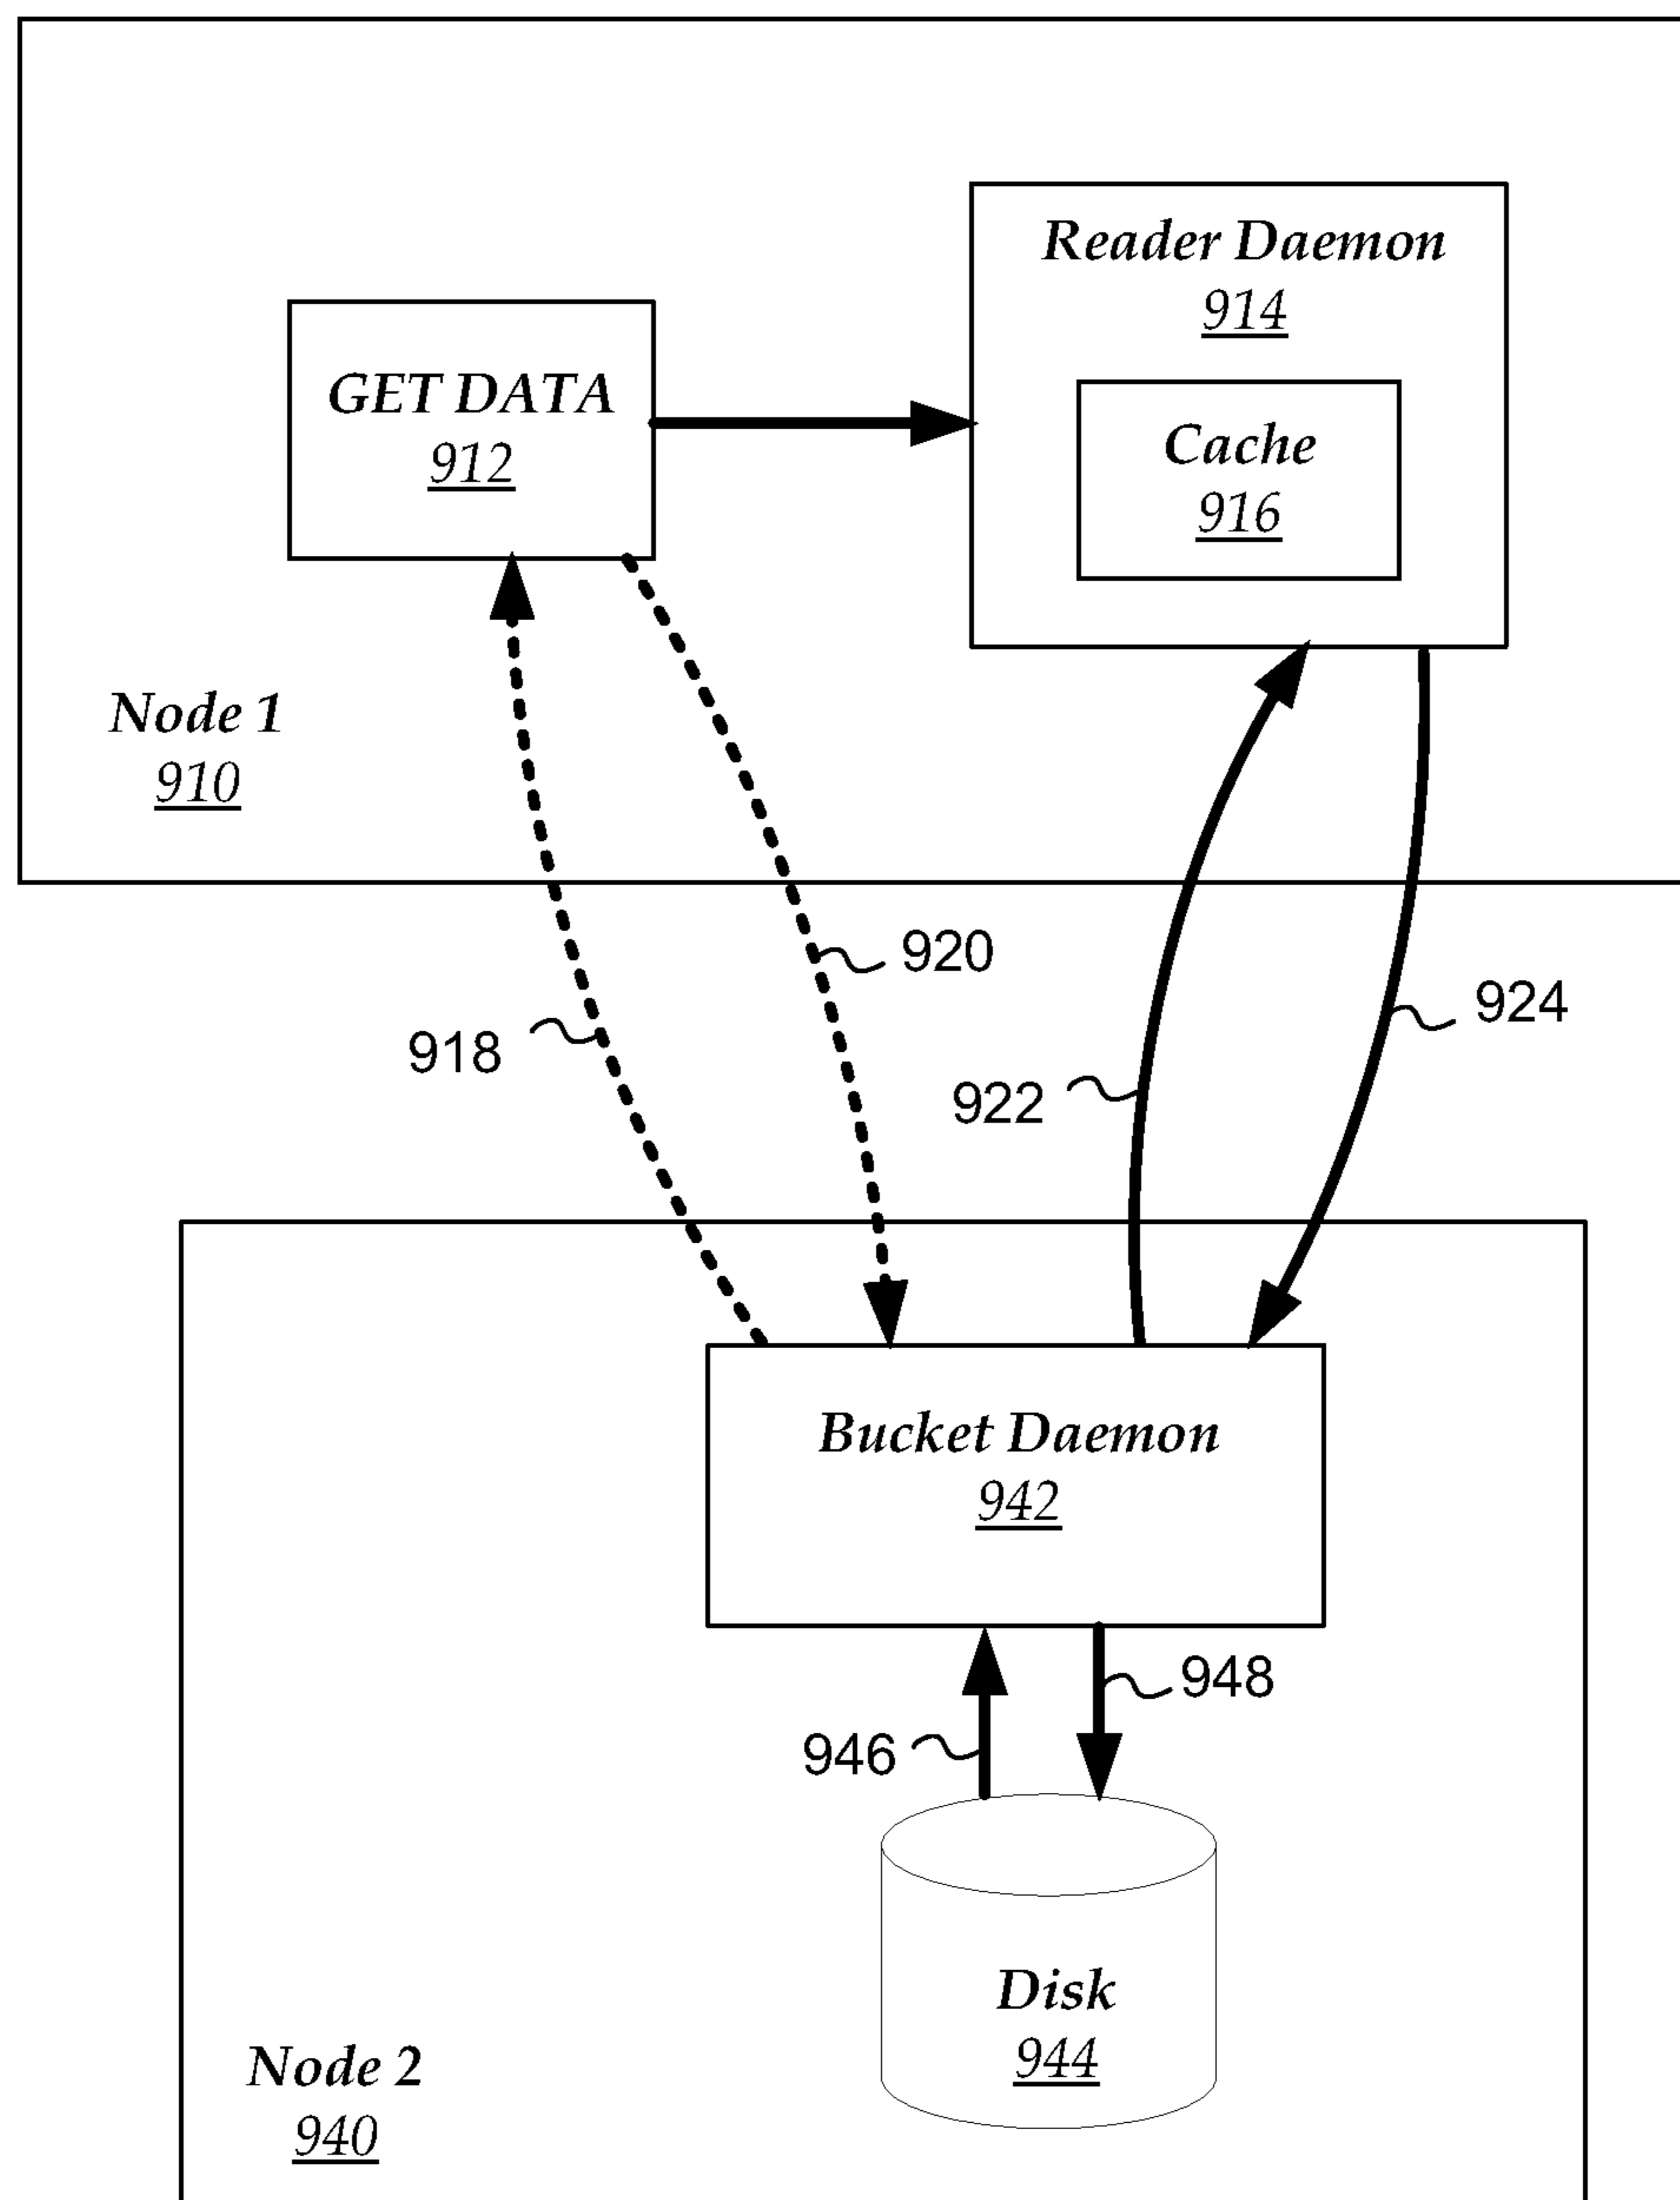 Reader Daemon
914
GET DATA
912
Cache
916
Node 1
910
920
924
918
922
Bucket Daemon
942
948
946
Disk
944
Node 2
940